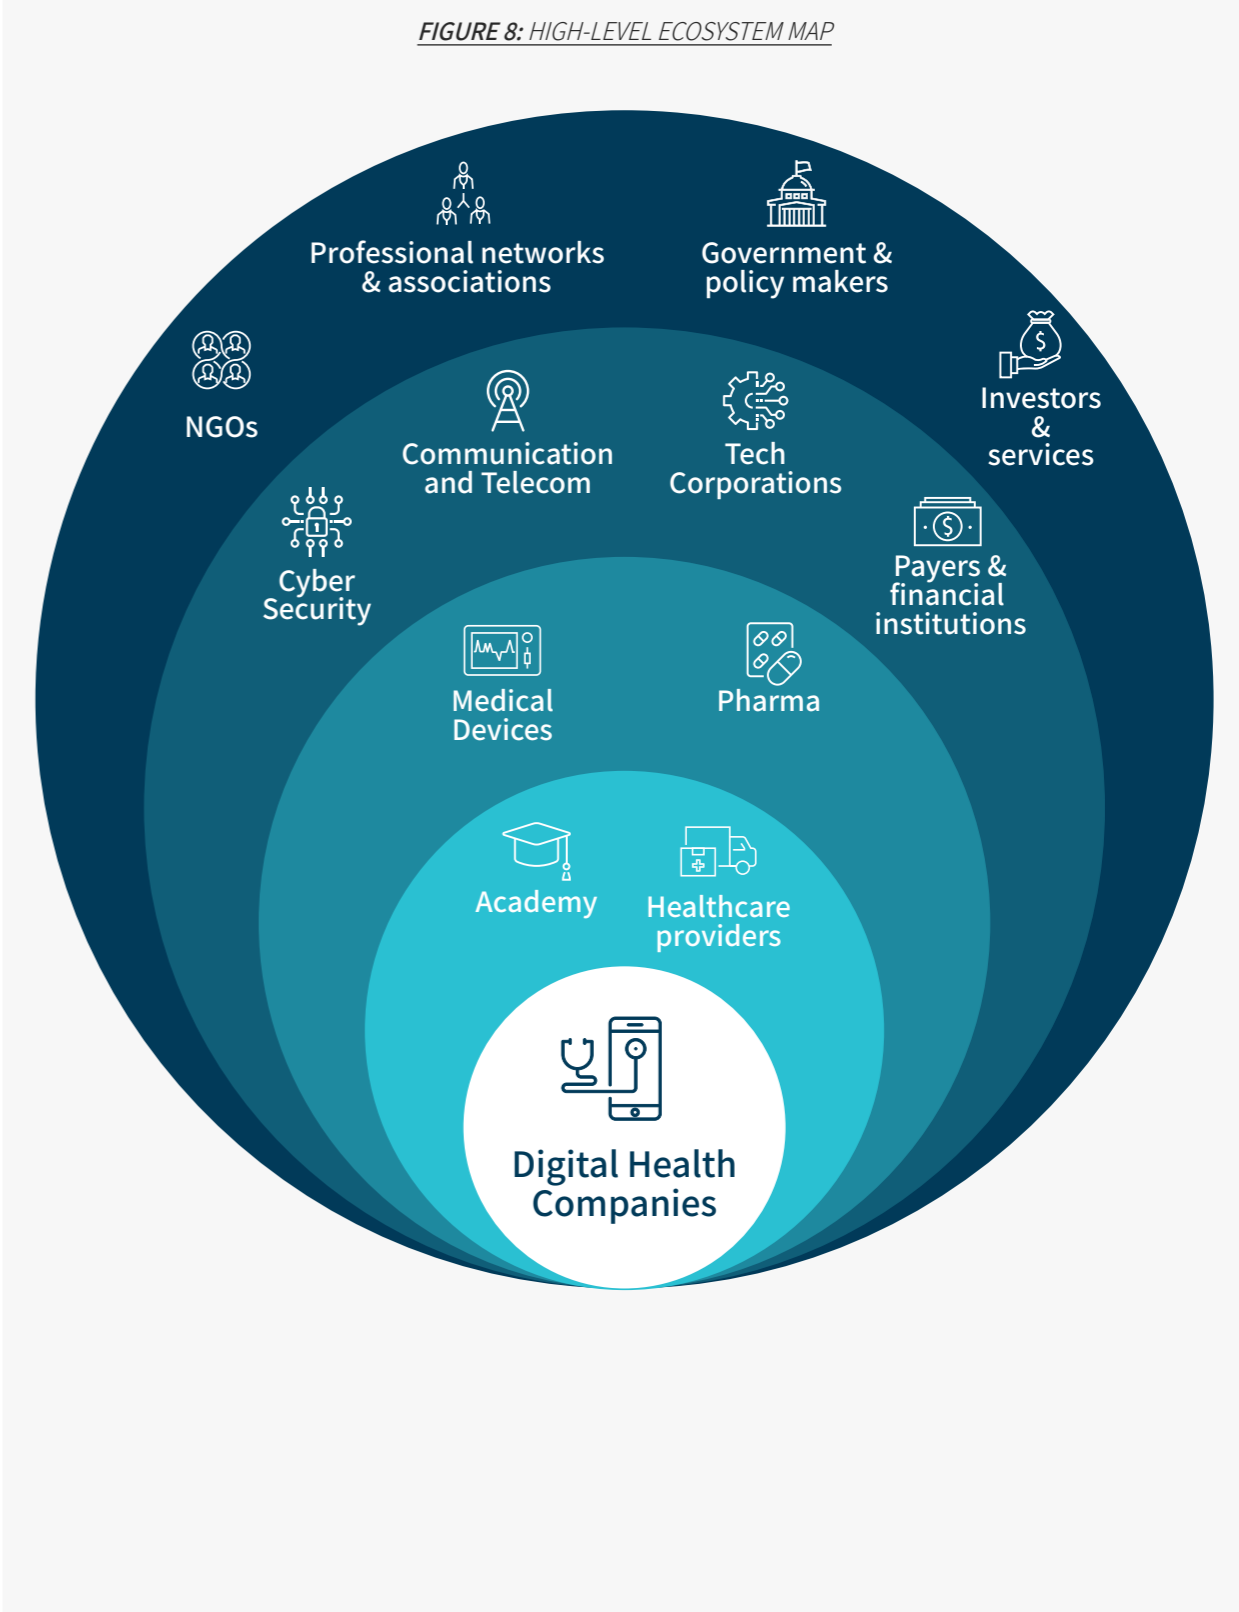 FIGURE 8: HIGH-LEVEL ECOSYSTEM MAP
Professional networks
& associations
Government &
policy makers
NGOs
Investors
&
services
Communication
and Telecom
Tech
Corporations
Cyber
Security
Payers &
financial
institutions
Medical
Devices
Pharma
Academy
Healthcare
providers
Digital Health
Companies